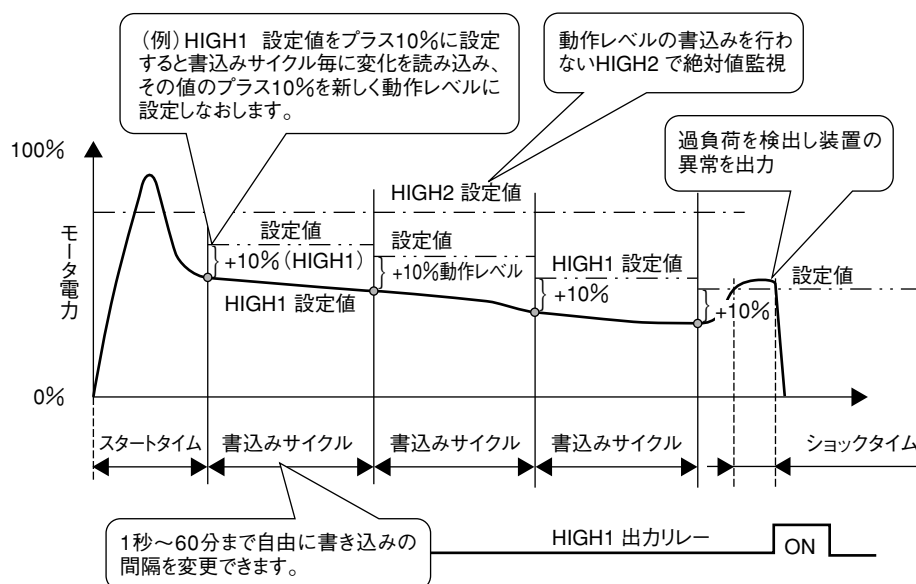 (例)HIGH1 設定値をプラス10%に設定
すると書込みサイクル毎に変化を読み込み、
その値のプラス10%を新しく動作レベルに
設定しなおします。
動作レベルの書込みを行わ
ないHIGH2 で絶対値監視
過負荷を検出し装置の
異常を出力
100%
モータ電力
0%
HIGH2 設定値
設定値
+10%(HIGH1)
HIGH1 設定値
設定値
+10%動作レベル
HIGH1 設定値
+10%
設定値
+10%
スタートタイム
書込みサイクル
書込みサイクル
書込みサイクル
ショックタイム
1秒~60分まで自由に書き込みの
間隔を変更できます。
HIGH1 出力リレー
ON